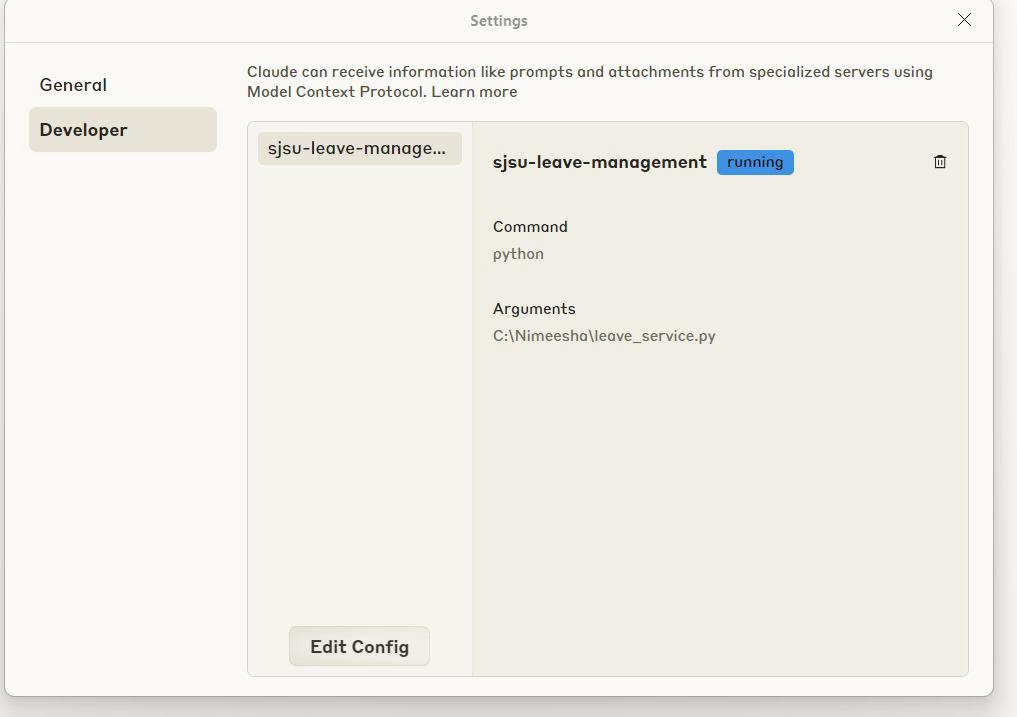 Settings
General
Developer
Claude can receive information like prompts and attachments from specialized servers using
Model Context Protocol. Learn more
sjsu-leave-manage...
sjsu-leave-management running
Command
python
Arguments
C:\Nimeesha\leave_service.py
Edit Config